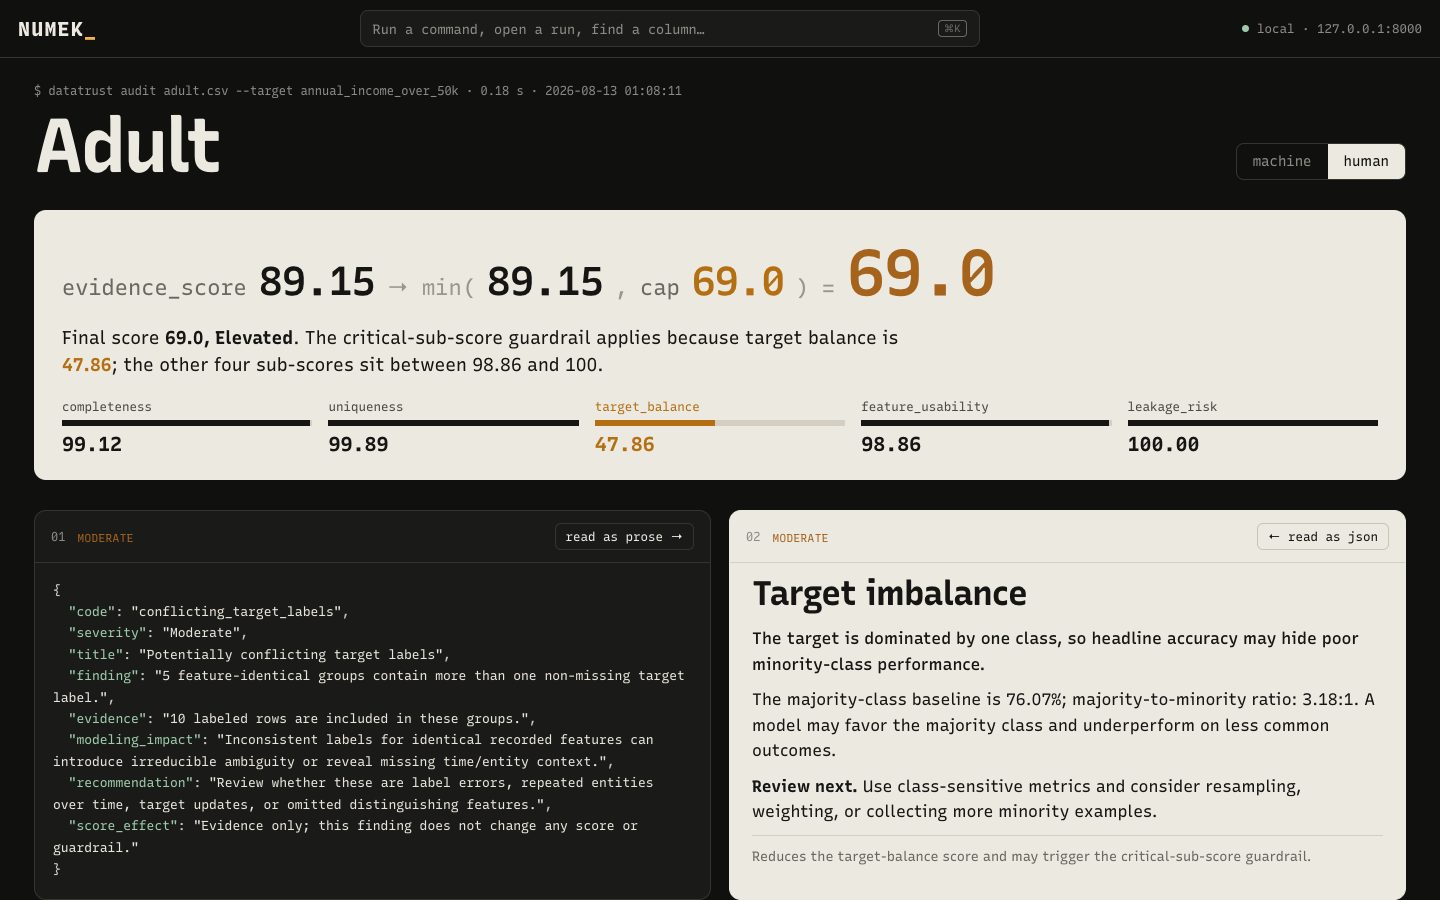 NUMEK_
Run a command, open a run, find a column…
⌘K
local · 127.0.0.1:8000
$ datatrust audit adult.csv --target annual_income_over_50k · 0.18 s · 2026-08-13 01:08:11
Adult
machine
human
evidence_score 89.15 → min( 89.15 , cap 69.0 ) = 69.0
Final score 69.0, Elevated. The critical-sub-score guardrail applies because target balance is
47.86; the other four sub-scores sit between 98.86 and 100.
completeness
99.12
uniqueness
99.89
target_balance
47.86
feature_usability
98.86
leakage_risk
100.00
01 MODERATE
read as prose →
{
"code": "conflicting_target_labels",
"severity": "Moderate",
"title": "Potentially conflicting target labels",
"finding": "5 feature-identical groups contain more than one non-missing target
label.",
"evidence": "10 labeled rows are included in these groups.",
"modeling_impact": "Inconsistent labels for identical recorded features can
introduce irreducible ambiguity or reveal missing time/entity context.",
"recommendation": "Review whether these are label errors, repeated entities
over time, target updates, or omitted distinguishing features.",
"score_effect": "Evidence only; this finding does not change any score or
guardrail."
}
02 MODERATE
← read as json
Target imbalance
The target is dominated by one class, so headline accuracy may hide poor
minority-class performance.
The majority-class baseline is 76.07%; majority-to-minority ratio: 3.18:1. A
model may favor the majority class and underperform on less common
outcomes.
Review next. Use class-sensitive metrics and consider resampling,
weighting, or collecting more minority examples.
Reduces the target-balance score and may trigger the critical-sub-score guardrail.